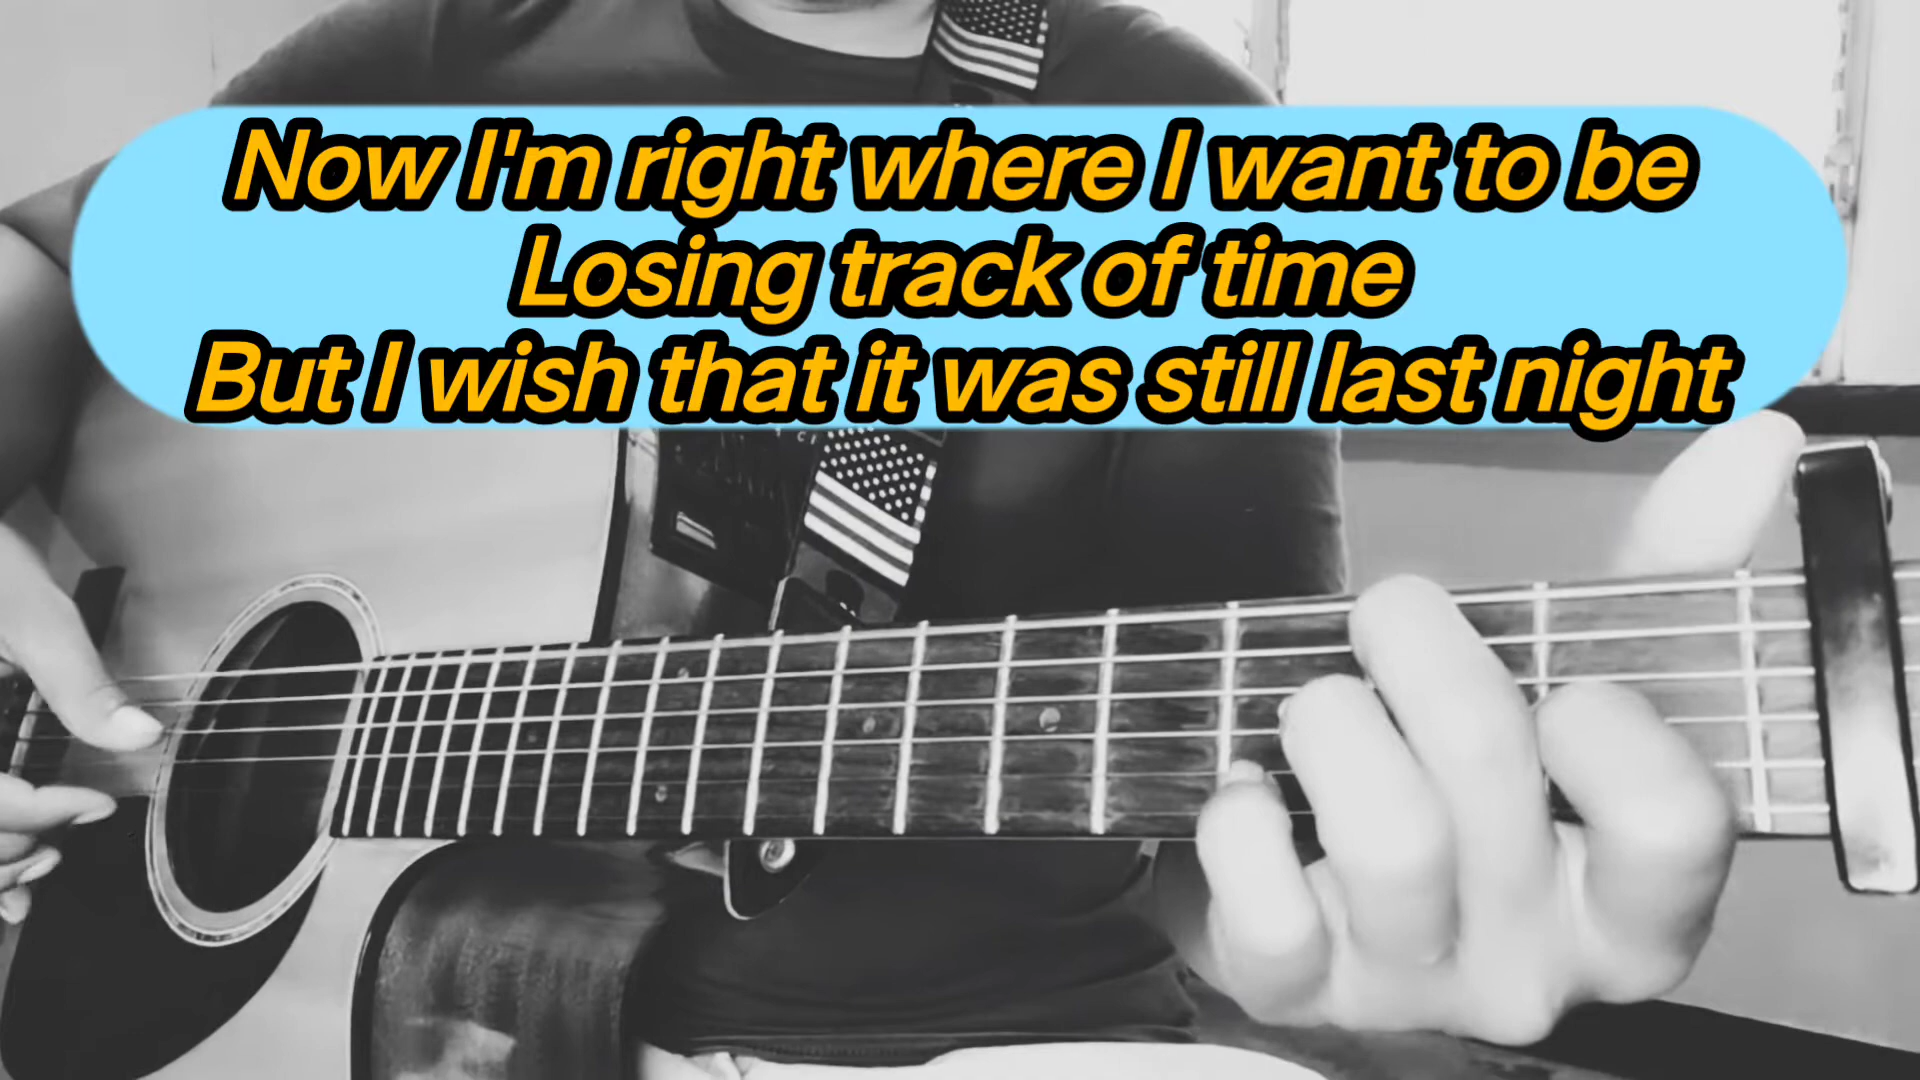 Now I'm right where I want to be
Losing track of time
But I wish that it was still last night